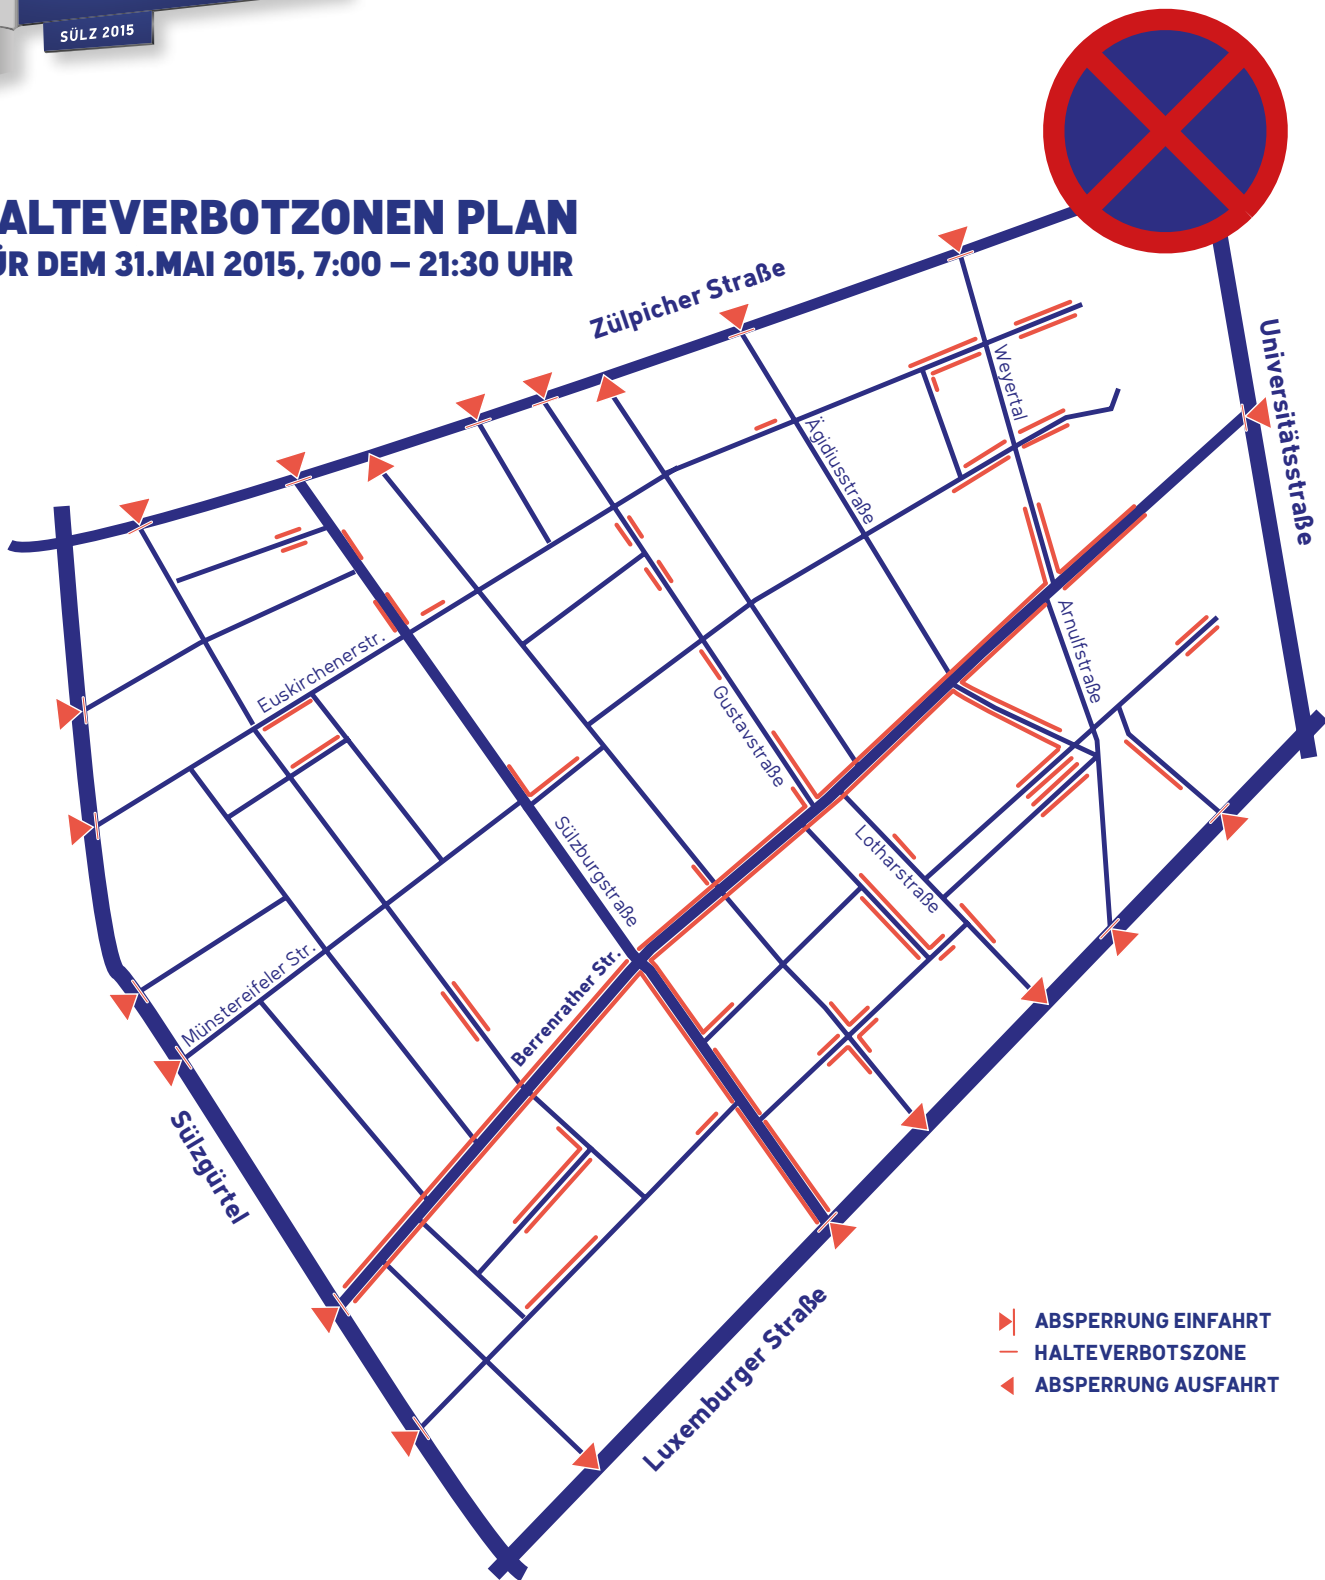 SÜLZ 2015
ALTEVERBOTZONEN PLAN
ÜR DEM 31.MAI 2015, 7:00 – 21:30 UHR
Zülpicher Straße
Universitätsstraße
Weyertal
Ägidiusstraße
Arnulfstraße
Euskirchenerstr.
Gustavstraße
Sülzburgstraße
Lotharstraße
Münstereifeler Str.
Berrenrather Str.
Sülzgürtel
Luxemburger Straße
ABSPERRUNG EINFAHRT
HALTEVERBOTSZONE
ABSPERRUNG AUSFAHRT